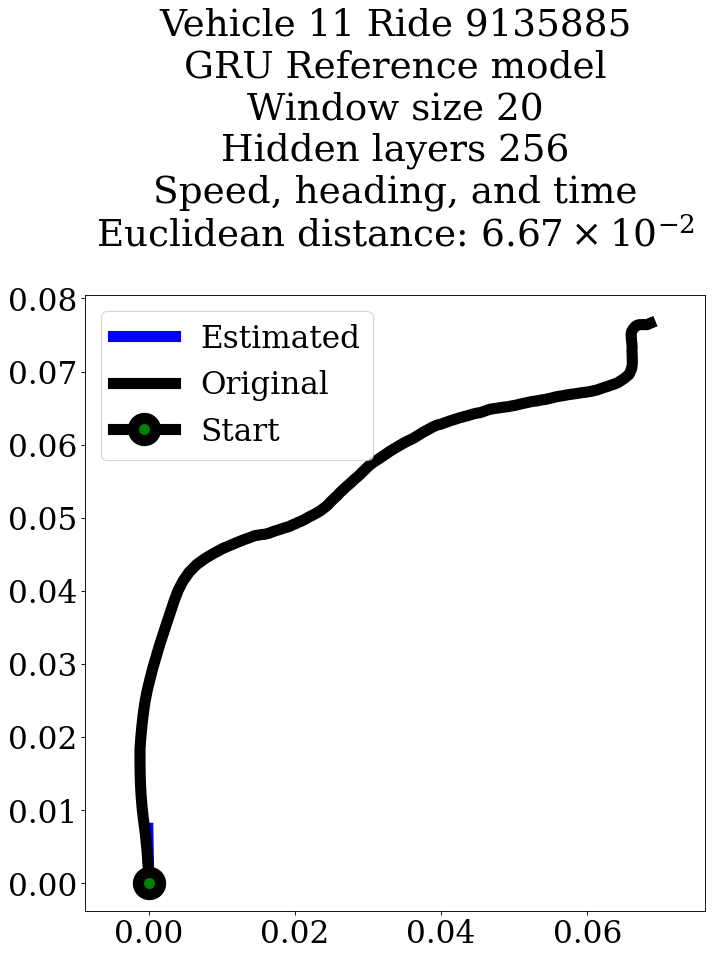 Vehicle 11 Ride 9135885
GRU Reference model
Window size 20
Hidden layers 256
Speed, heading, and time
Euclidean distance: 6.67 × 10⁻²
0.08
0.07
0.06
0.05
0.04
0.03
0.02
0.01
0.00
Estimated
Original
Start
0.00 0.02 0.04 0.06